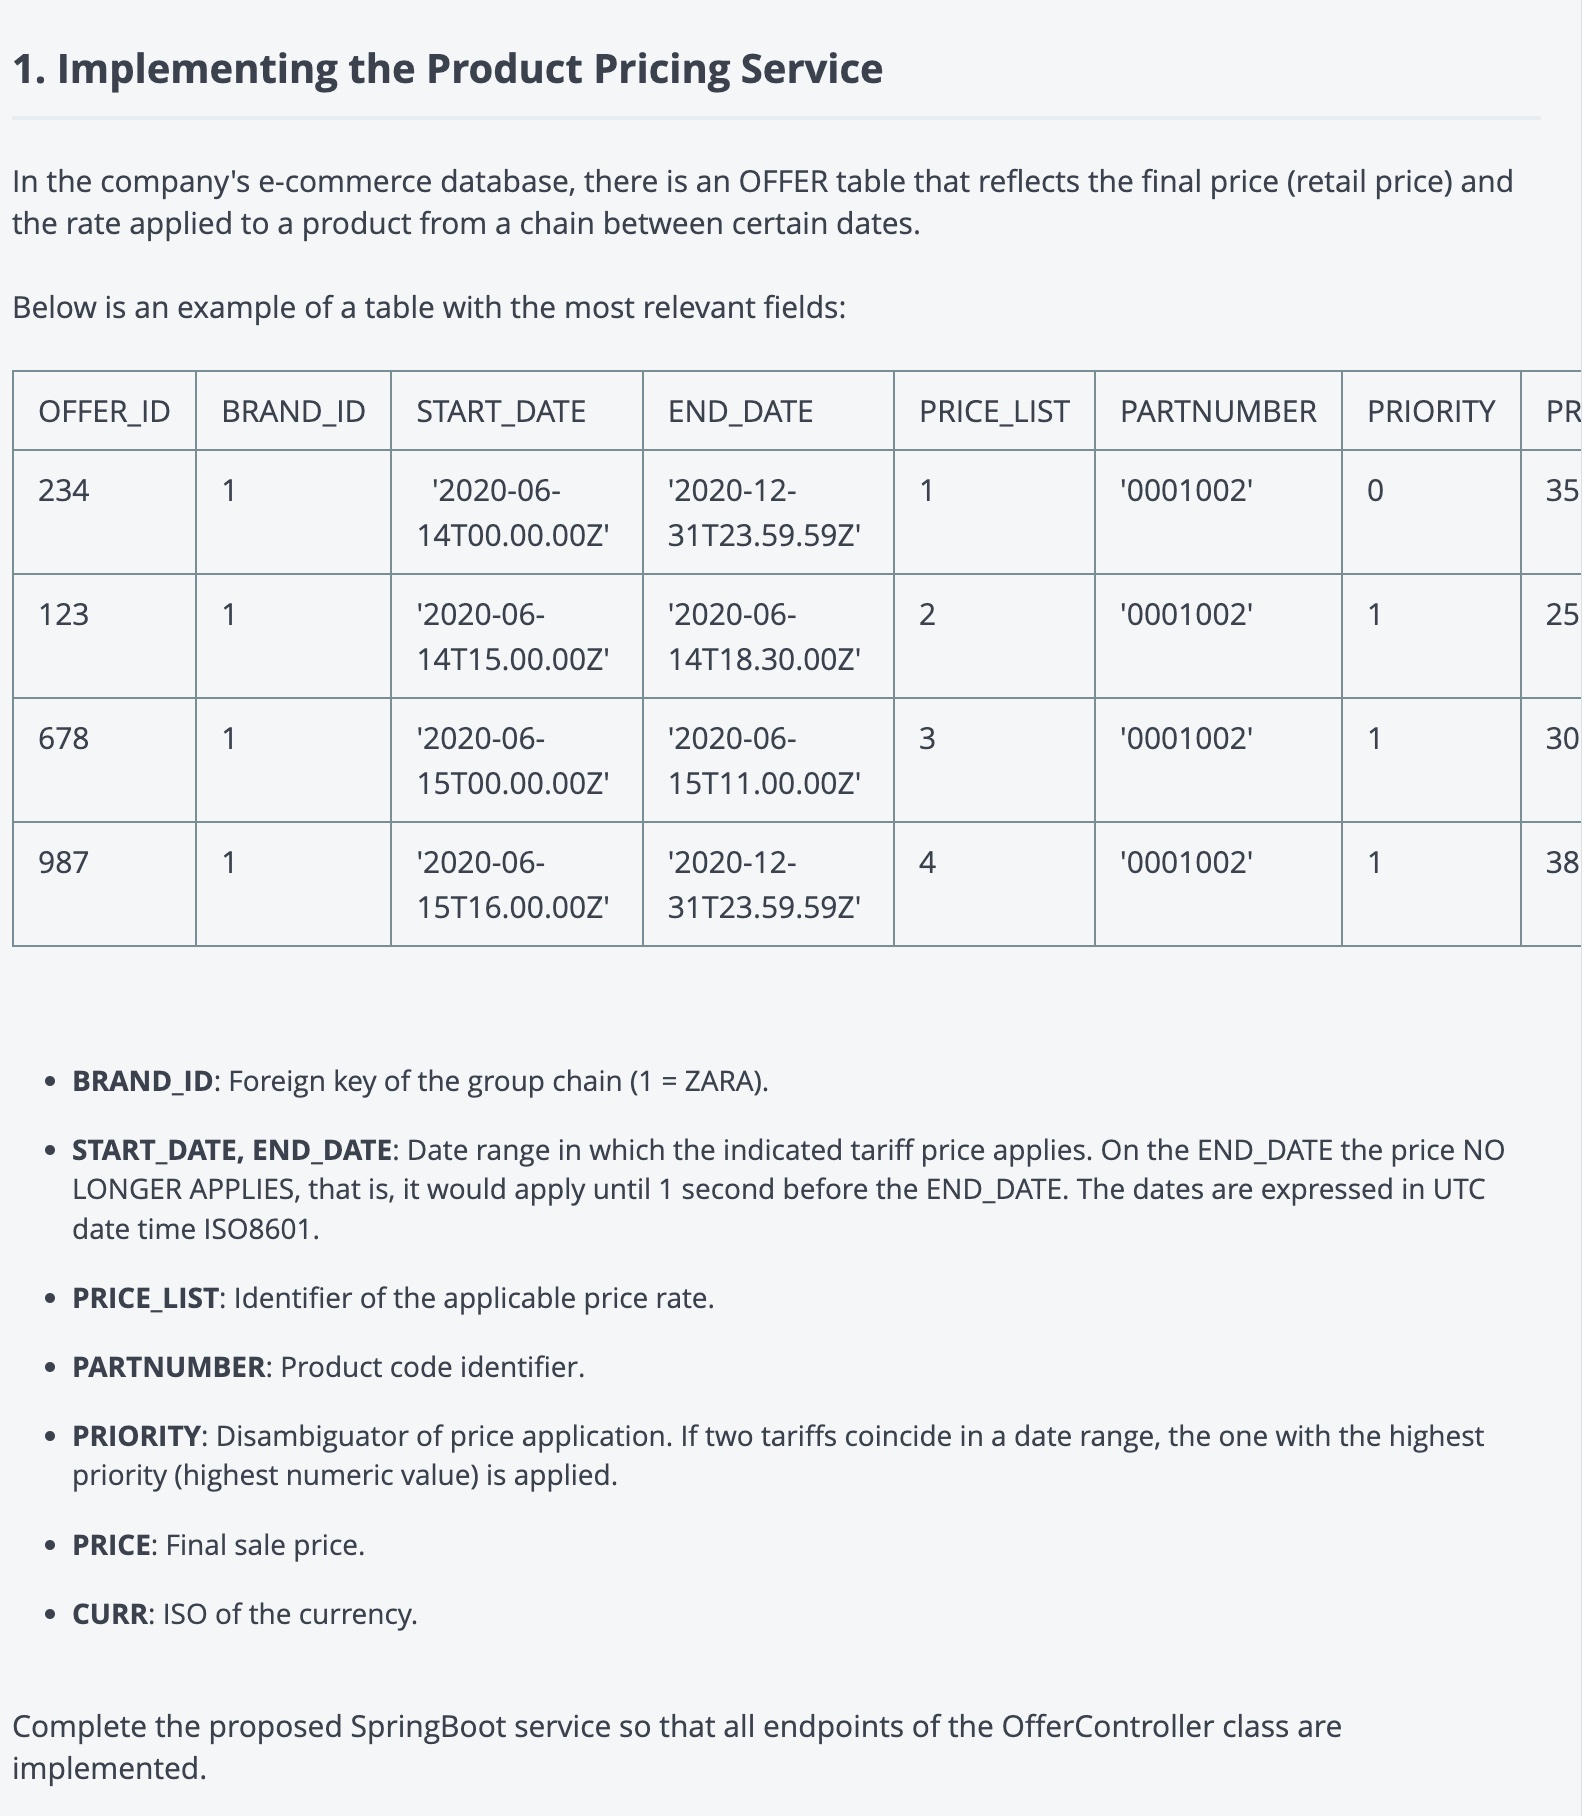 1. Implementing the Product Pricing Service
In the company's e-commerce database, there is an OFFER table that reflects the final price (retail price) and
the rate applied to a product from a chain between certain dates.
Below is an example of a table with the most relevant fields:
OFFER_ID BRAND_ID START_DATE END_DATE PRICE_LIST PARTNUMBER PRIORITY PR
234 1 '2020-06- '2020-12- 1 '0001002' 0 35
14T00.00.00Z' 31T23.59.59Z'
123 1 '2020-06- '2020-06- 2 '0001002' 1 25
14T15.00.00Z' 14T18.30.00Z'
678 1 '2020-06- '2020-06- 3 '0001002' 1 30
15T00.00.00Z' 15T11.00.00Z'
987 1 '2020-06- '2020-12- 4 '0001002' 1 38
15T16.00.00Z' 31T23.59.59Z'
• BRAND_ID: Foreign key of the group chain (1 = ZARA).
• START_DATE, END_DATE: Date range in which the indicated tariff price applies. On the END_DATE the price NO
LONGER APPLIES, that is, it would apply until 1 second before the END_DATE. The dates are expressed in UTC
date time ISO8601.
• PRICE_LIST: Identifier of the applicable price rate.
• PARTNUMBER: Product code identifier.
• PRIORITY: Disambiguator of price application. If two tariffs coincide in a date range, the one with the highest
priority (highest numeric value) is applied.
• PRICE: Final sale price.
• CURR: ISO of the currency.
Complete the proposed SpringBoot service so that all endpoints of the OfferController class are
implemented.